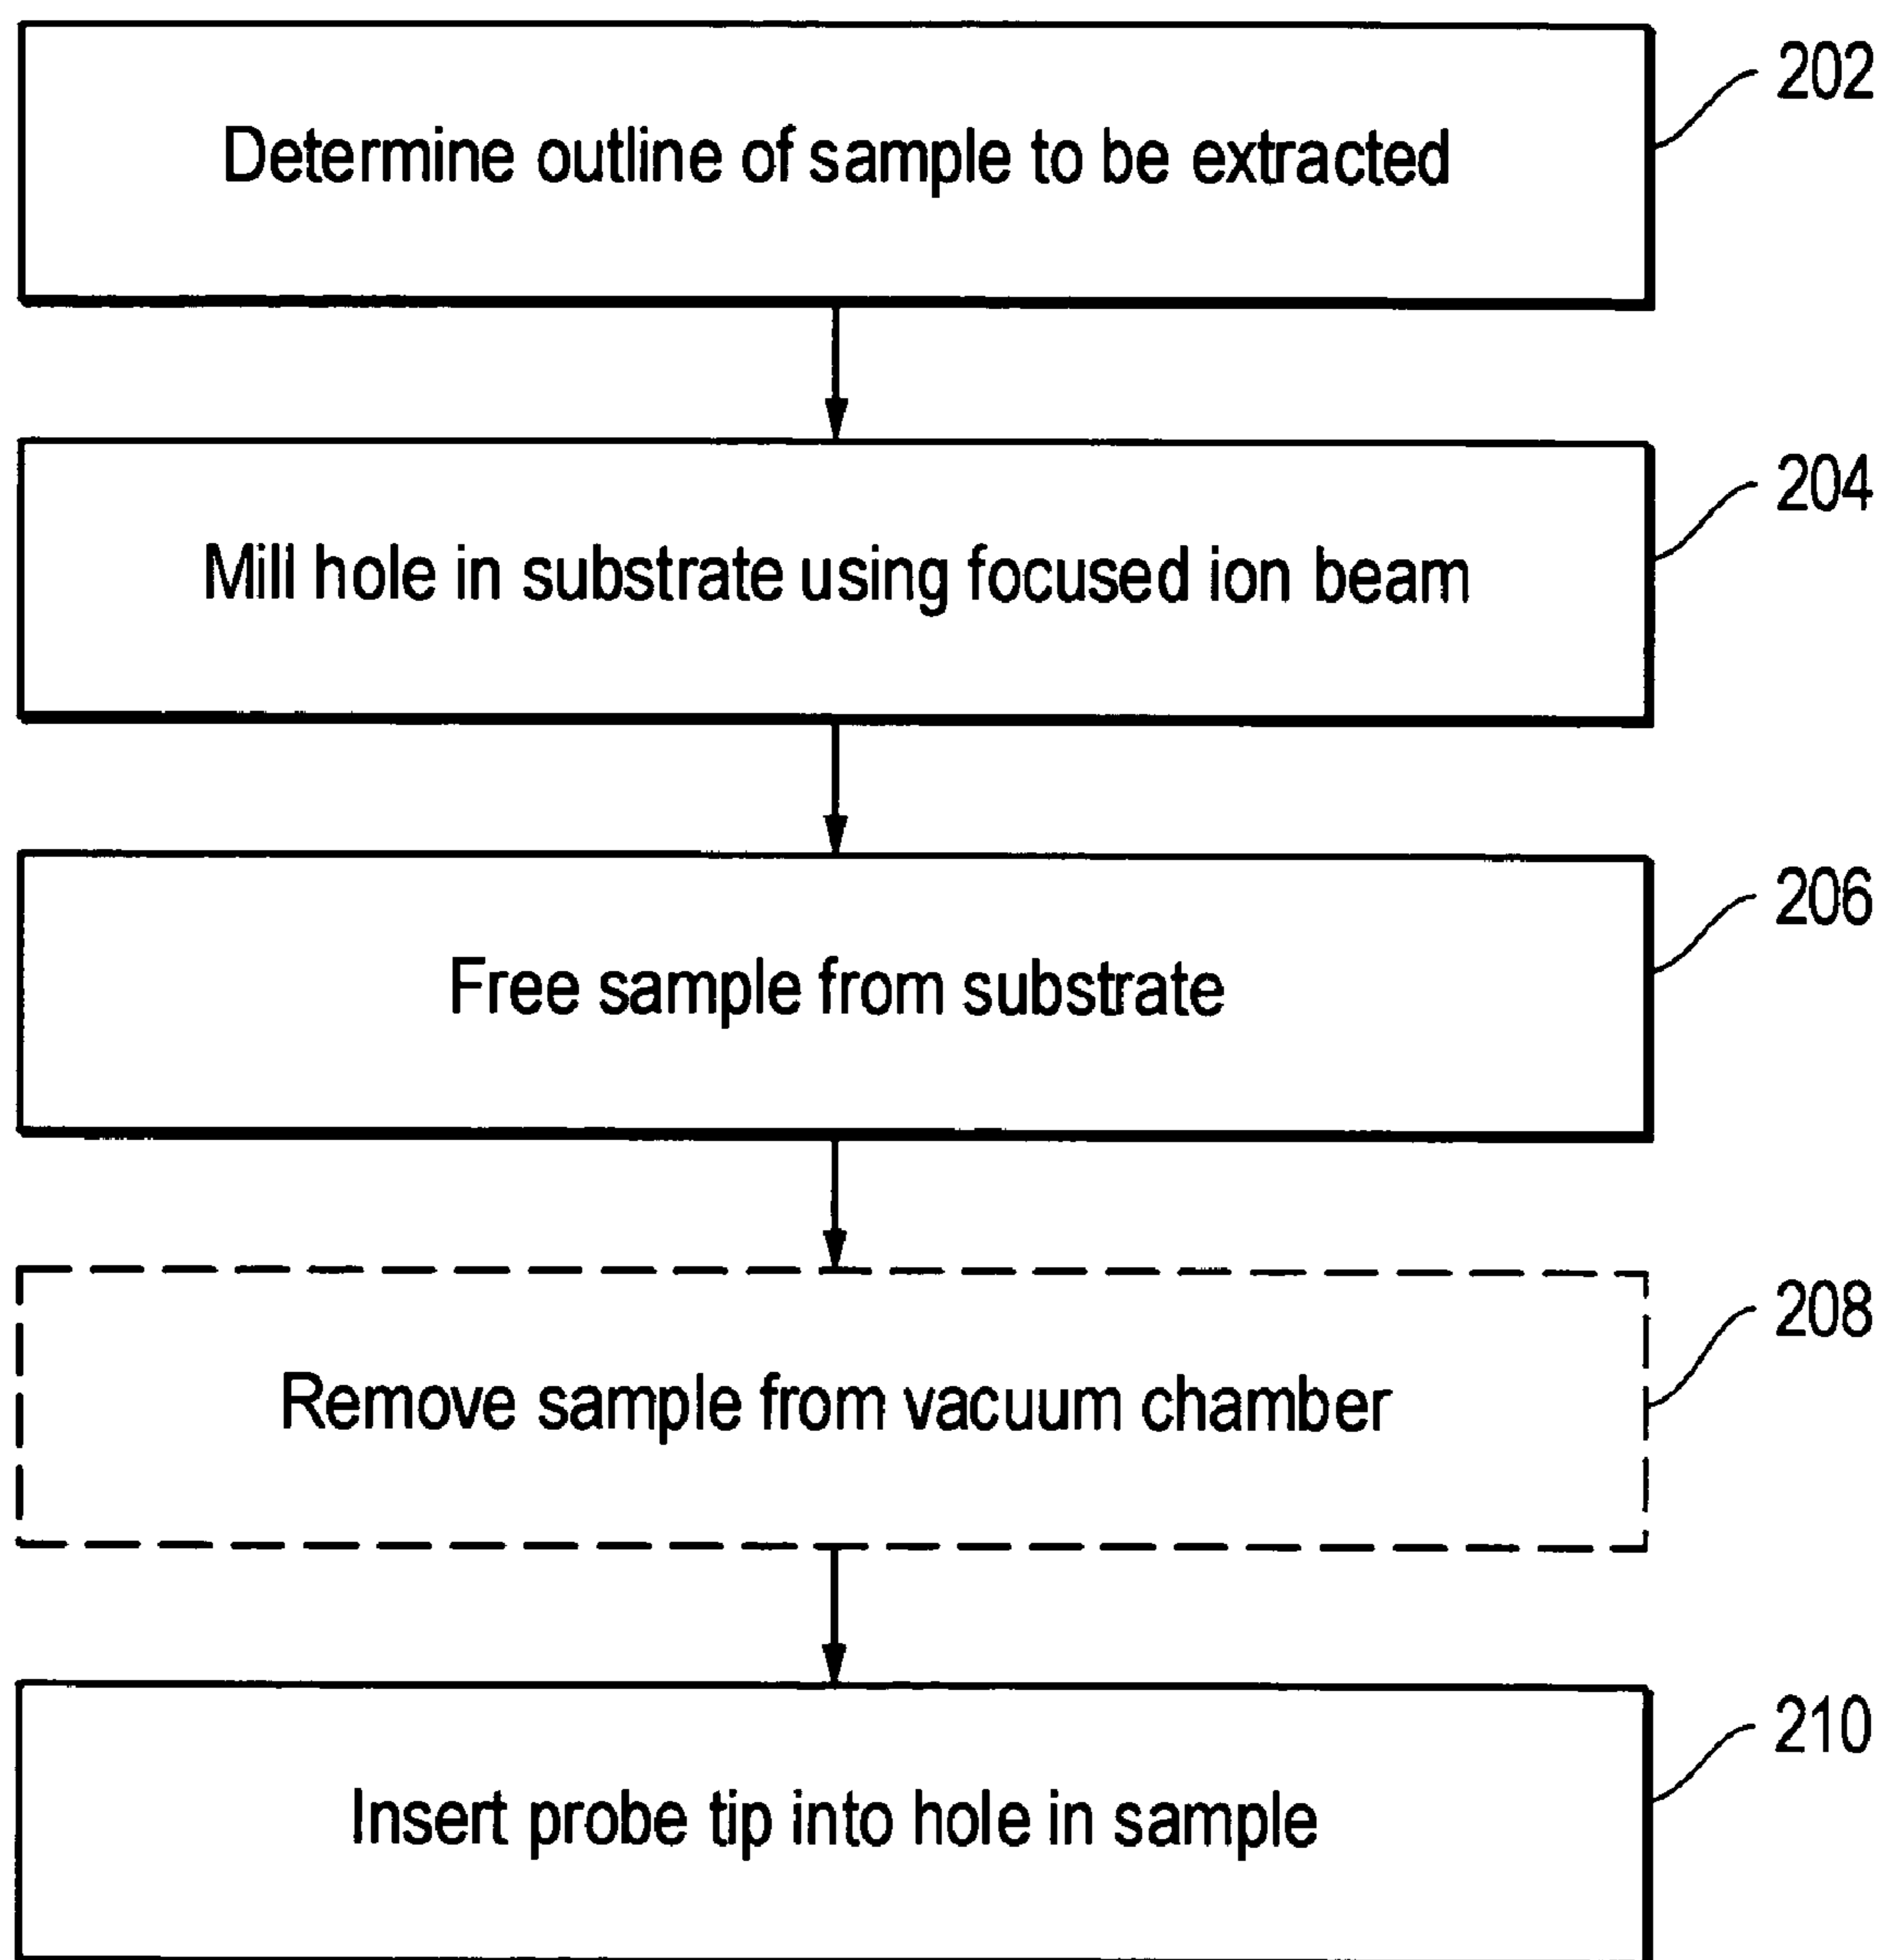 Determine outline of sample to be extracted
202
Mill hole in substrate using focused ion beam
204
Free sample from substrate
206
Remove sample from vacuum chamber
208
Insert probe tip into hole in sample
210